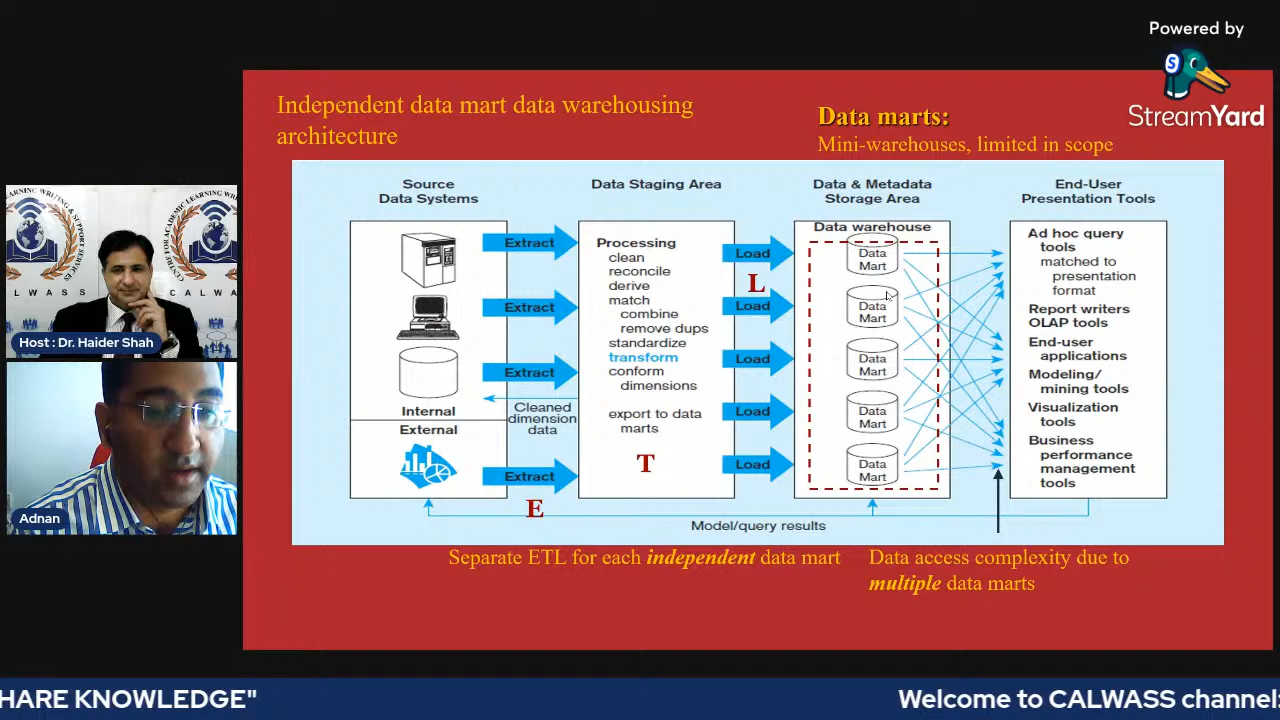 Powered by
S
StreamYard
Independent data mart data warehousing
architecture
Data marts:
Mini-warehouses, limited in scope
Source
Data Systems
Data Staging Area
Data & Metadata
Storage Area
End-User
Presentation Tools
Extract
Extract
Extract
Extract
Internal
External
Cleaned
dimension
data
E
Processing
clean
reconcile
derive
match
combine
remove dups
standardize
transform
conform
dimensions
export to data
marts
T
Load
L
Load
Load
Load
Load
Data warehouse
Data
Mart
Data
Mart
Data
Mart
Data
Mart
Data
Mart
Ad hoc query
tools
matched to
presentation
format
Report writers
OLAP tools
End-user
applications
Modeling/
mining tools
Visualization
tools
Business
performance
management
tools
Model/query results
Separate ETL for each independent data mart
Data access complexity due to
multiple data marts
Host : Dr. Haider Shah
Adnan
HARE KNOWLEDGE"
Welcome to CALWASS channel: